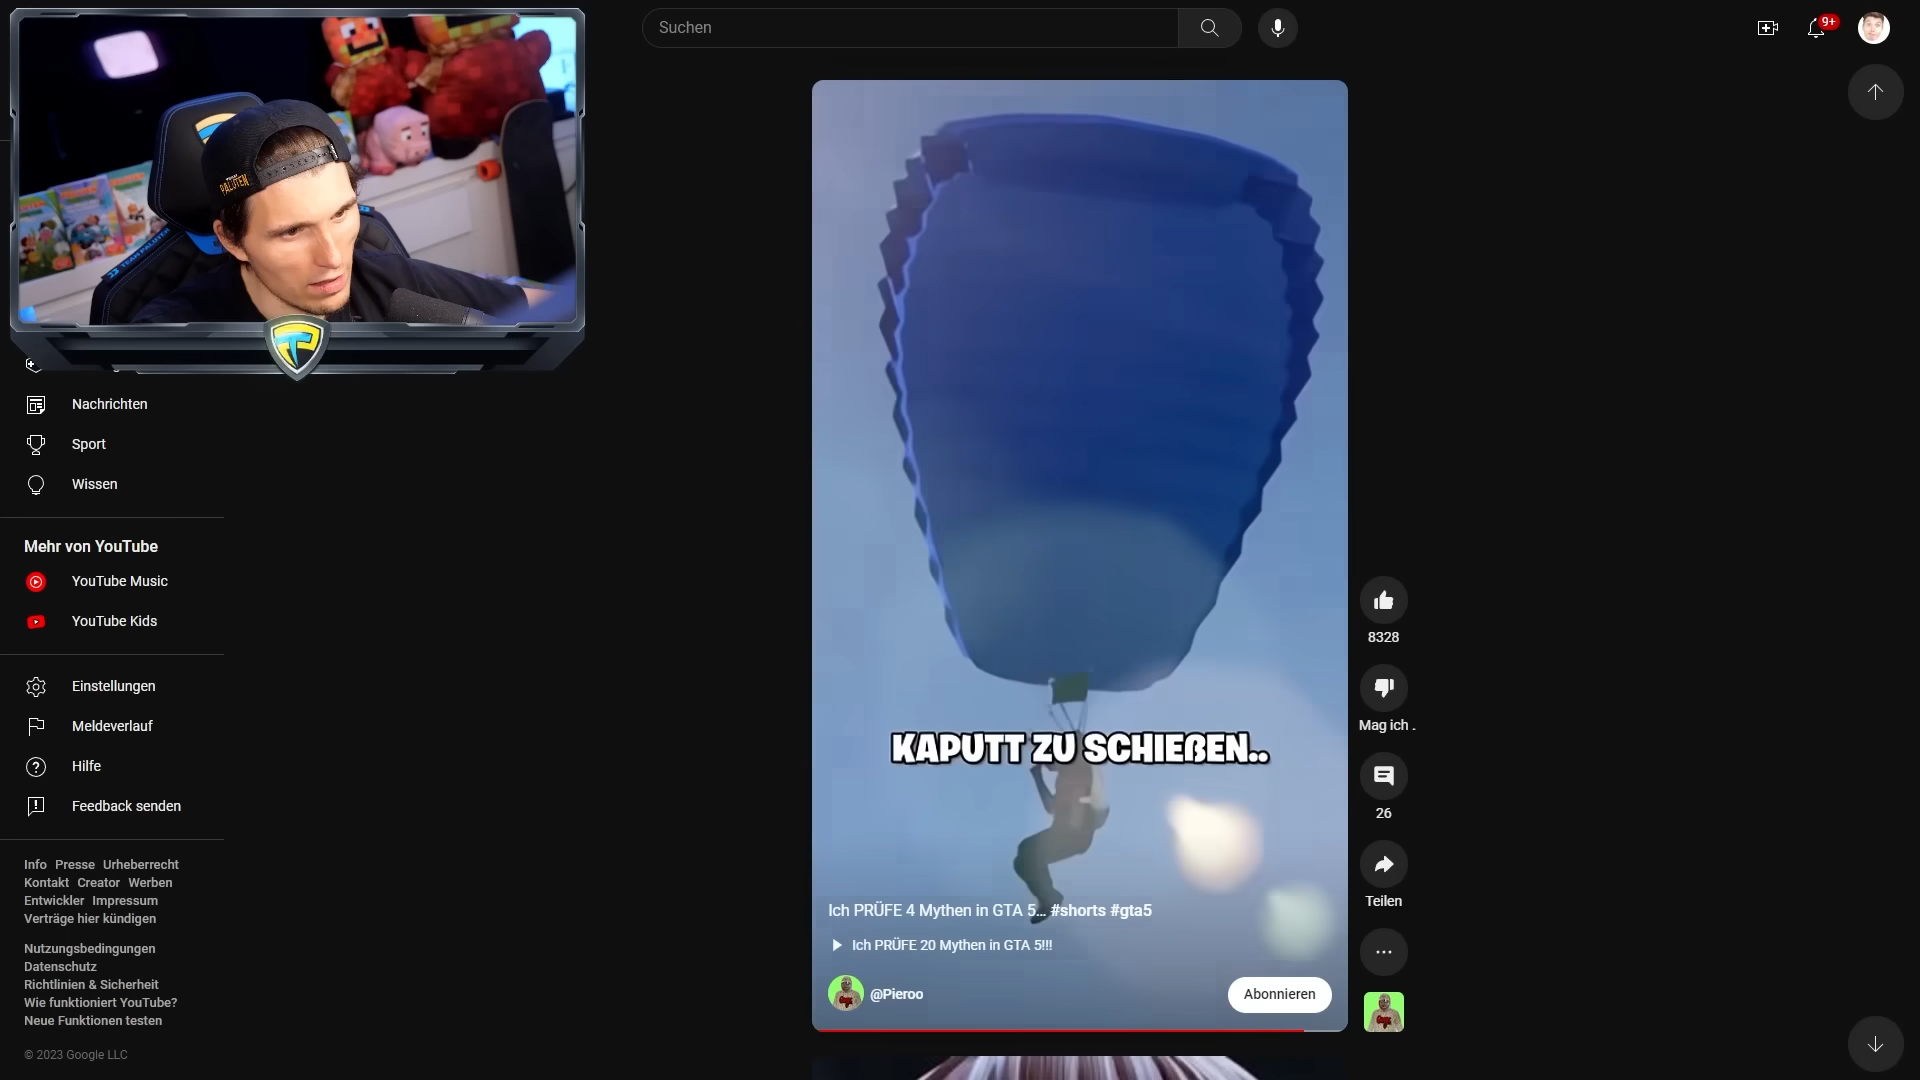 Suchen
9+
PALUTEN
TEAM PALUTEN
Nachrichten
Sport
Wissen
Mehr von YouTube
YouTube Music
YouTube Kids
Einstellungen
Meldeverlauf
Hilfe
Feedback senden
Info Presse Urheberrecht
Kontakt Creator Werben
Entwickler Impressum
Verträge hier kündigen
Nutzungsbedingungen
Datenschutz
Richtlinien & Sicherheit
Wie funktioniert YouTube?
Neue Funktionen testen
© 2023 Google LLC
KAPUTT ZU SCHIEßEN..
Ich PRÜFE 4 Mythen in GTA 5... #shorts #gta5
Ich PRÜFE 20 Mythen in GTA 5!!!
@Pieroo
Abonnieren
8328
Mag ich .
26
Teilen